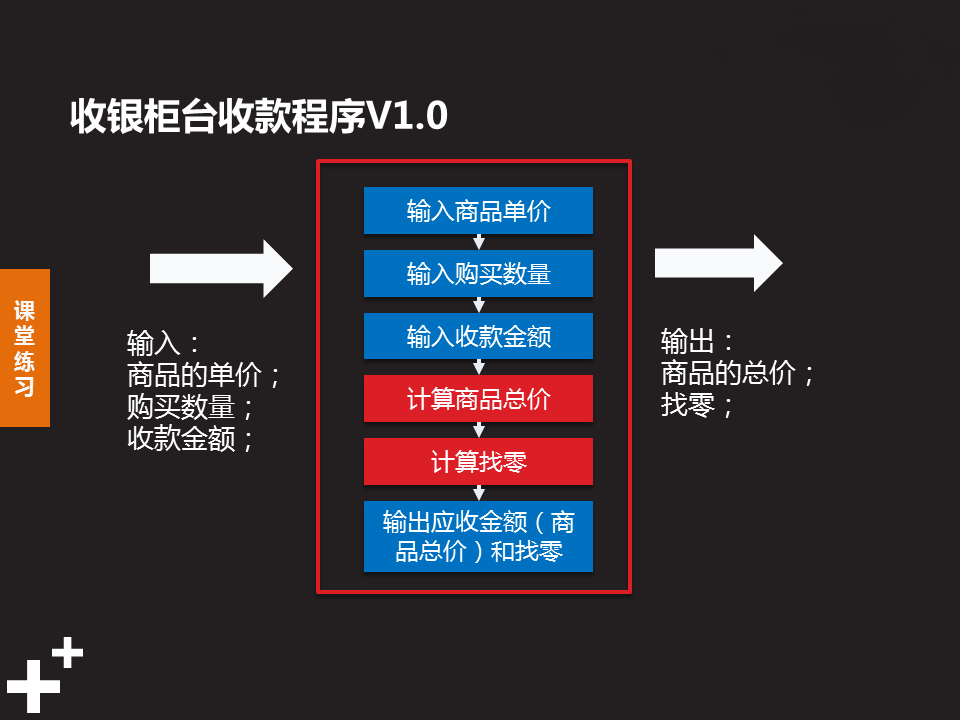 收银柜台收款程序V1.0
课堂练习
输入：
商品的单价；
购买数量；
收款金额；
输入商品单价
输入购买数量
输入收款金额
计算商品总价
计算找零
输出应收金额（商
品总价）和找零
输出：
商品的总价；
找零；